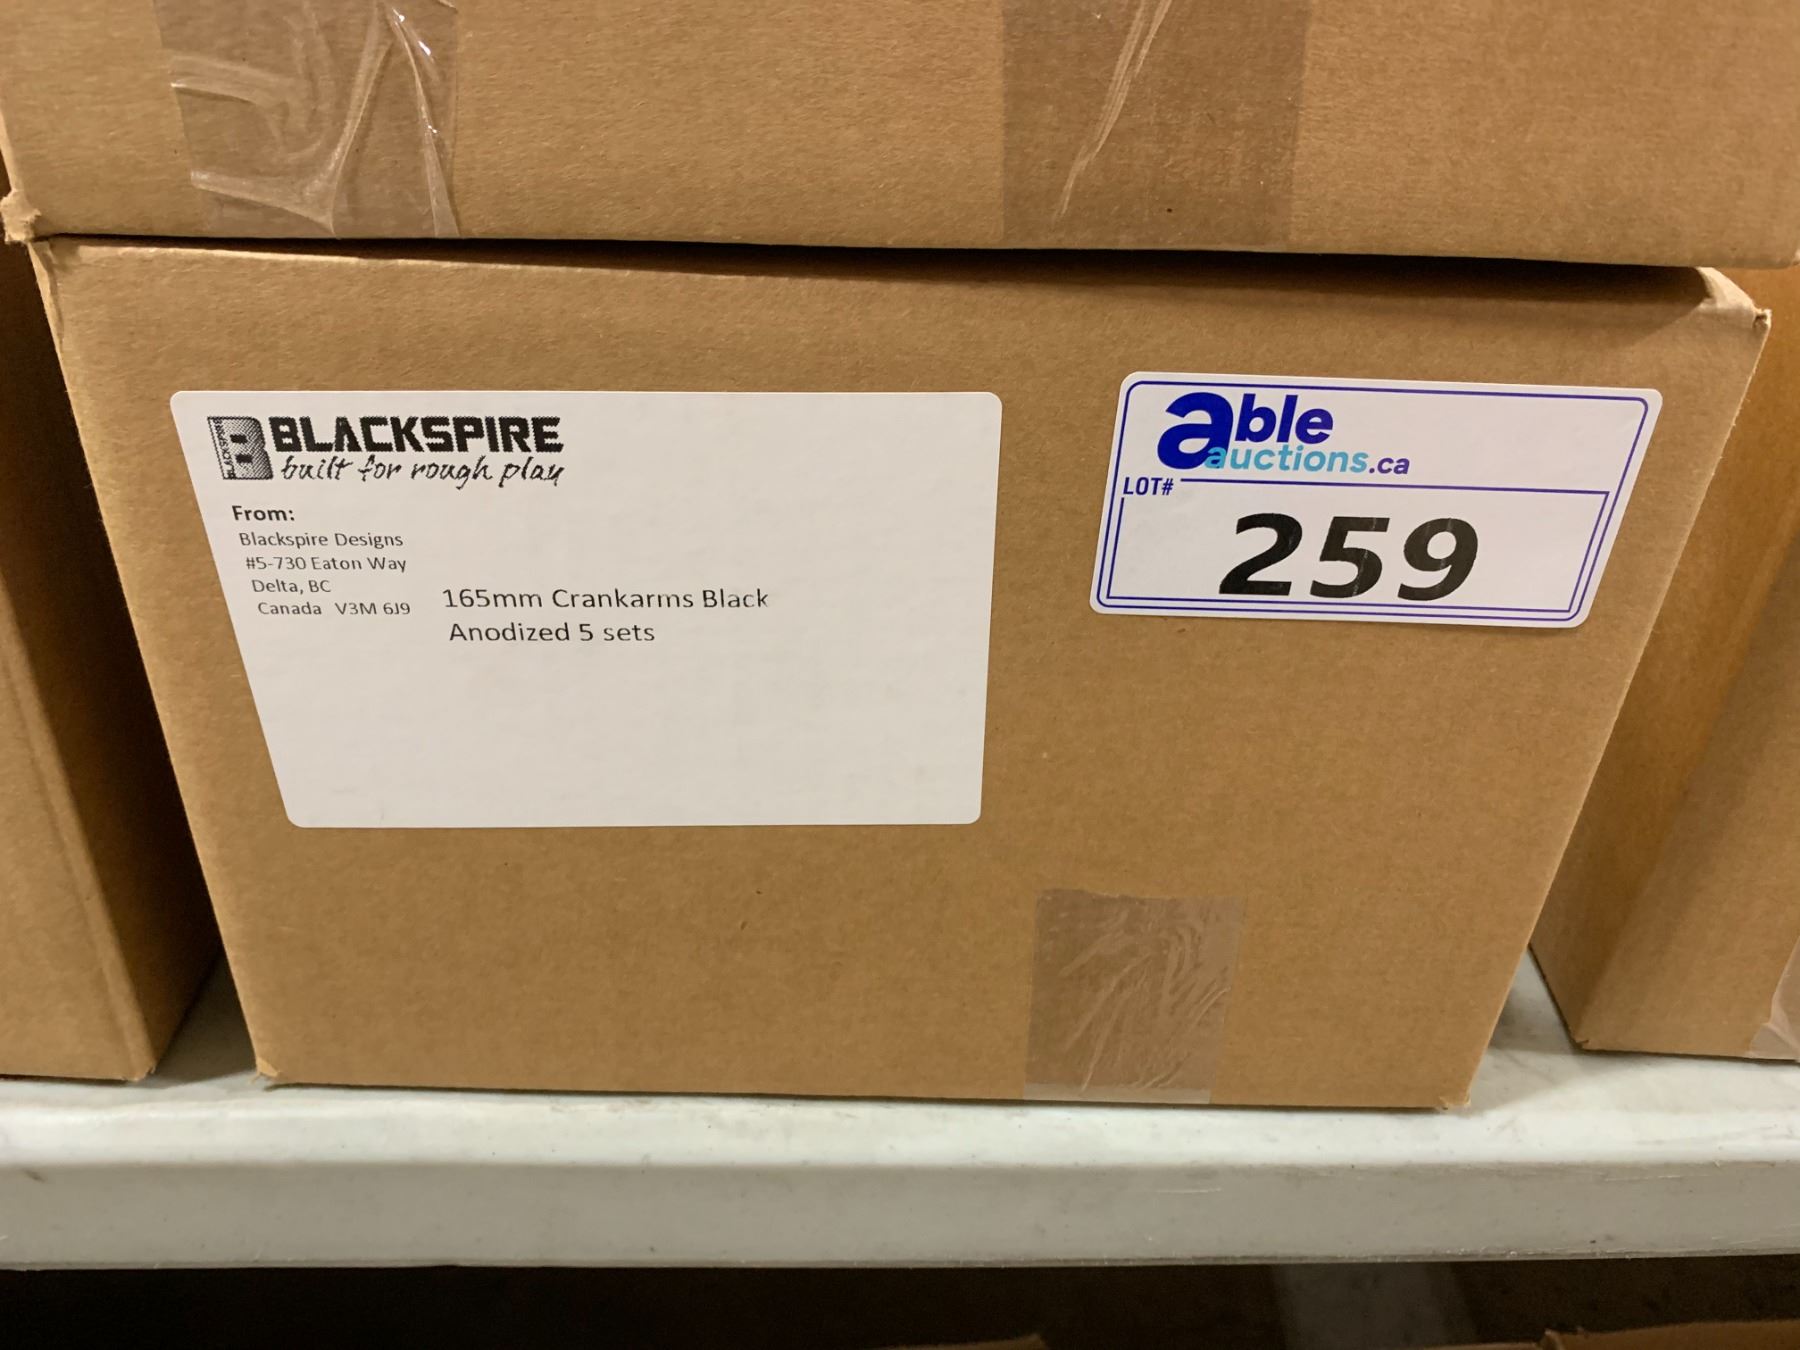 BLACKSPIRE
BLACKSPIRE
built for rough play
From:
Blackspire Designs
#5-730 Eaton Way
Delta, BC
Canada V3M 6J9
165mm Crankarms Black
Anodized 5 sets
able
auctions.ca
LOT#
259